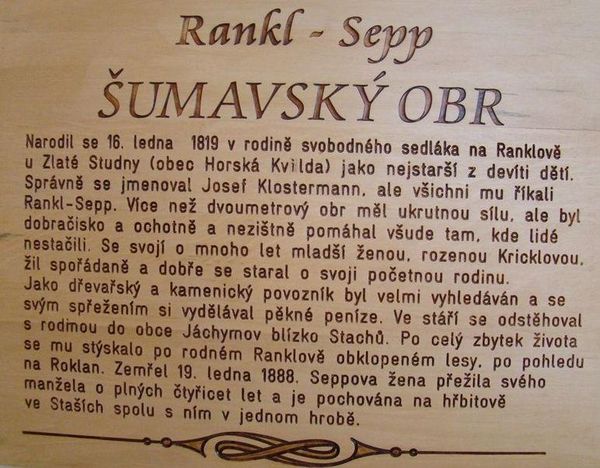 Rankl - Sepp
ŠUMAVSKÝ OBR
Narodil se 16. ledna 1819 v rodině svobodného sedláka na Ranklově
u Zlaté Studny (obec Horská Kvilda) jako nejstarší z devíti dětí.
Správně se jmenoval Josef Klostermann, ale všichni mu říkali
Rankl-Sepp. Více než dvoumetrový obr měl ukrutnou sílu, ale byl
dobračisko a ochotně a nezištně pomáhal všude tam, kde lidé
nestačili. Se svojí o mnoho let mladší ženou, rozenou Kricklovou,
žil spořádaně a dobře se staral o svoji početnou rodinu.
Jako dřevařský a kamenický povozník byl velmi vyhledáván a se
svým spřežením si vydělával pěkné peníze. Ve stáří se odstěhoval
s rodinou do obce Jáchymov blízko Stachů. Po celý zbytek života
se mu stýskalo po rodném Ranklově obklopeném lesy, po pohledu
na Roklan. Zemřel 19. ledna 1888. Seppova žena přežila svého
manžela o plných čtyřicet let a je pochována na hřbitově
ve Staších spolu s ním v jednom hrobě.